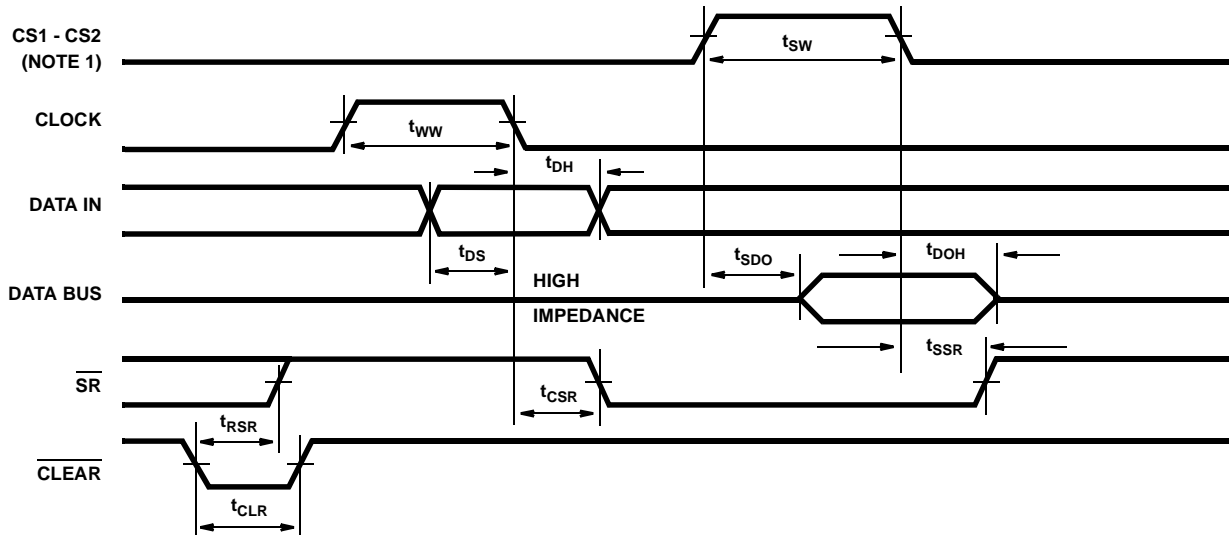 CS1 - CS2
(NOTE 1)
tSW
CLOCK
tWW
tDH
DATA IN
tDS
tSDO
tDOH
DATA BUS
HIGH
IMPEDANCE
tSSR
SR
tCSR
tRSR
CLEAR
tCLR